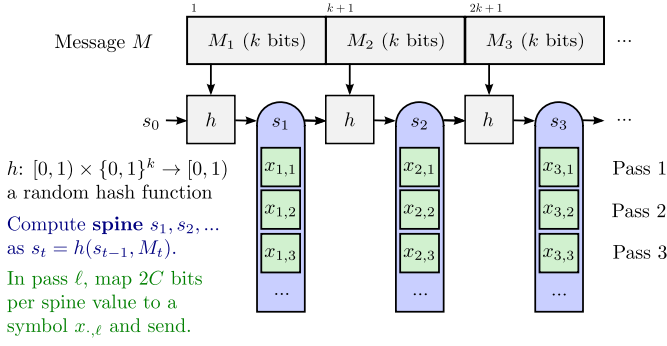 1 k+1 2k+1
Message M M₁ (k bits) M₂ (k bits) M₃ (k bits) ...
s₀ h s₁ h s₂ h s₃ ...
h: [0, 1) × {0, 1}ᵏ → [0, 1)
a random hash function
x₁,₁ x₂,₁ x₃,₁ Pass 1
Compute spine s₁, s₂, ...
as sₜ = h(sₜ₋₁, Mₜ).
x₁,₂ x₂,₂ x₃,₂ Pass 2
x₁,₃ x₂,₃ x₃,₃ Pass 3
In pass ℓ, map 2C bits
per spine value to a
symbol x.,ℓ and send.
... ... ...